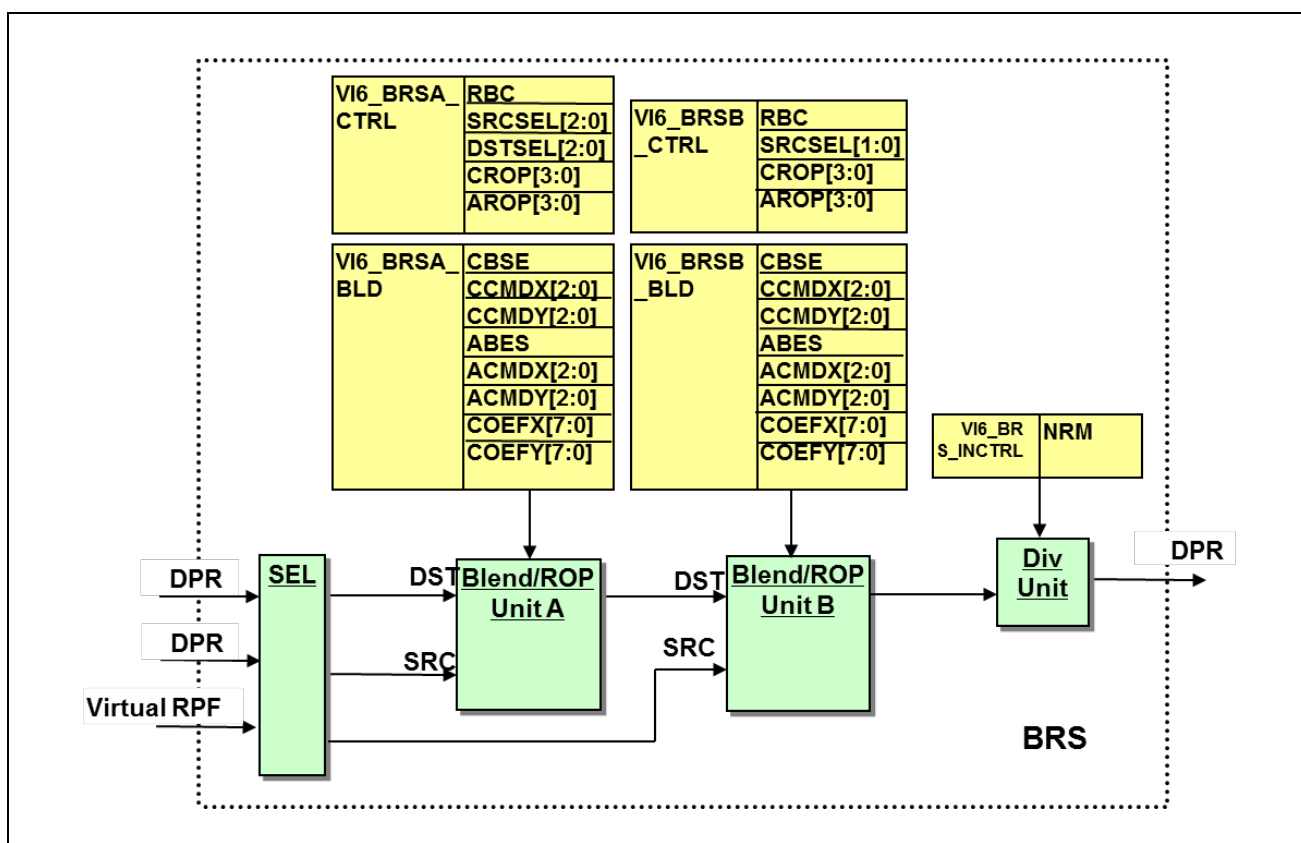 VI6_BRSA_
CTRL
RBC
SRCSEL[2:0]
DSTSEL[2:0]
CROP[3:0]
AROP[3:0]
VI6_BRSB
_CTRL
RBC
SRCSEL[1:0]
CROP[3:0]
AROP[3:0]
VI6_BRSA_
BLD
CBSE
CCMDX[2:0]
CCMDY[2:0]
ABES
ACMDX[2:0]
ACMDY[2:0]
COEFX[7:0]
COEFY[7:0]
VI6_BRSB
_BLD
CBSE
CCMDX[2:0]
CCMDY[2:0]
ABES
ACMDX[2:0]
ACMDY[2:0]
COEFX[7:0]
COEFY[7:0]
VI6_BR
S_INCTRL
NRM
DPR
DPR
Virtual RPF
SEL
DST
SRC
Blend/ROP
Unit A
DST
SRC
Blend/ROP
Unit B
Div
Unit
DPR
BRS